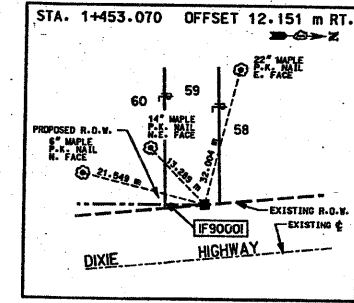 STA. 1+453.070 OFFSET 12.151 m RT.
N
22" MAPLE
P.K. NAIL
E. FACE
59
60
14" MAPLE
P.K. NAIL
N.E. FACE
58
PROPOSED R.O.W.
6" MAPLE
P.K. NAIL
N. FACE
21.549 m
13.289 m
32.004 m
EXISTING R.O.W.
IF90001
EXISTING ℄
DIXIE HIGHWAY